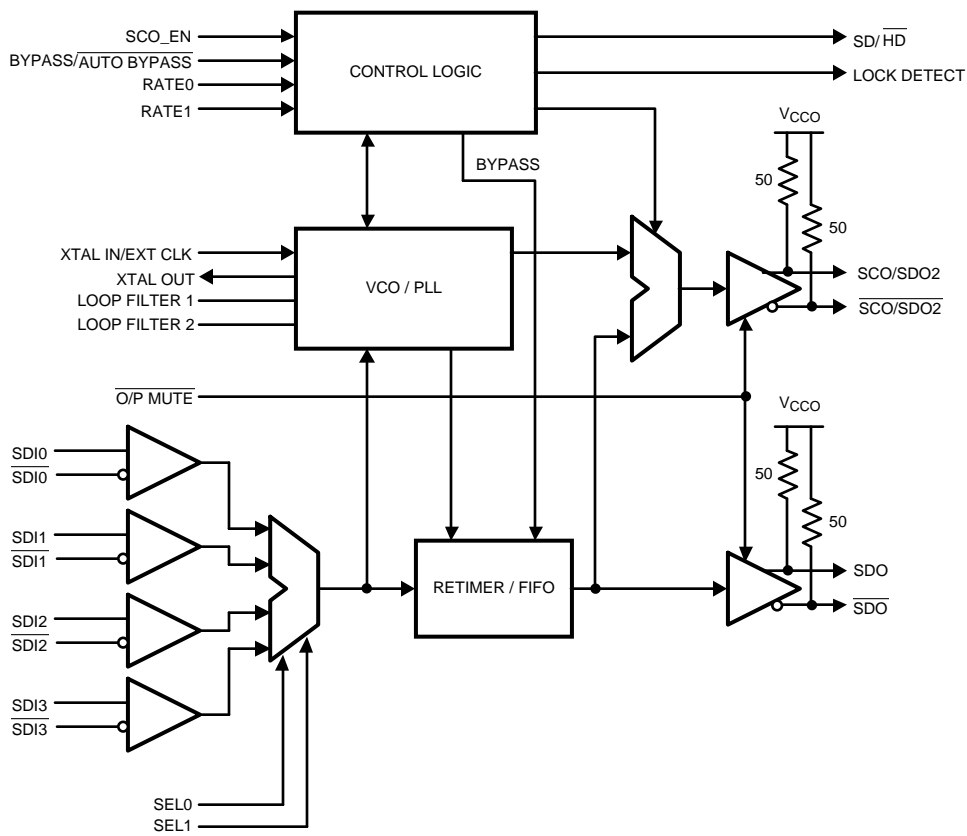 SCO_EN
BYPASS/AUTO BYPASS
RATE0
RATE1
CONTROL LOGIC
SD/HD
LOCK DETECT
BYPASS
VCCO
50
50
XTAL IN/EXT CLK
XTAL OUT
LOOP FILTER 1
LOOP FILTER 2
VCO / PLL
SCO/SDO2
SCO/SDO2
O/P MUTE
VCCO
50
50
SDI0
SDI0
SDI1
SDI1
SDI2
SDI2
SDI3
SDI3
RETIMER / FIFO
SDO
SDO
SEL0
SEL1